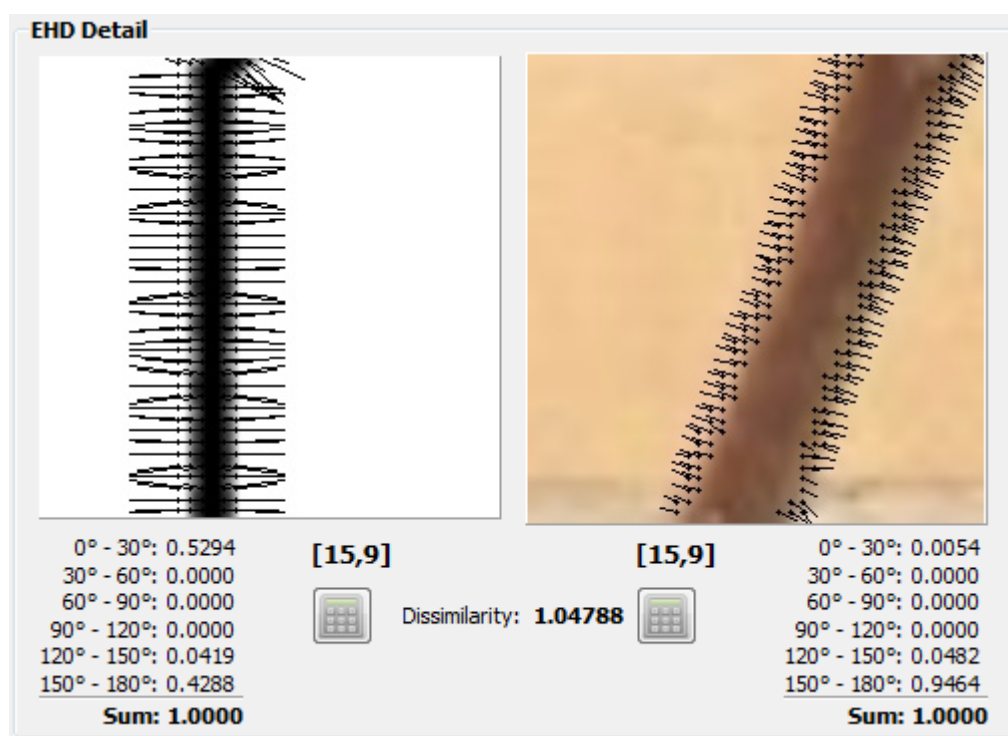 EHD Detail
0° - 30°: 0.5294
30° - 60°: 0.0000
60° - 90°: 0.0000
90° - 120°: 0.0000
120° - 150°: 0.0419
150° - 180°: 0.4288
Sum: 1.0000
[15,9]
Dissimilarity: 1.04788
[15,9]
0° - 30°: 0.0054
30° - 60°: 0.0000
60° - 90°: 0.0000
90° - 120°: 0.0000
120° - 150°: 0.0482
150° - 180°: 0.9464
Sum: 1.0000